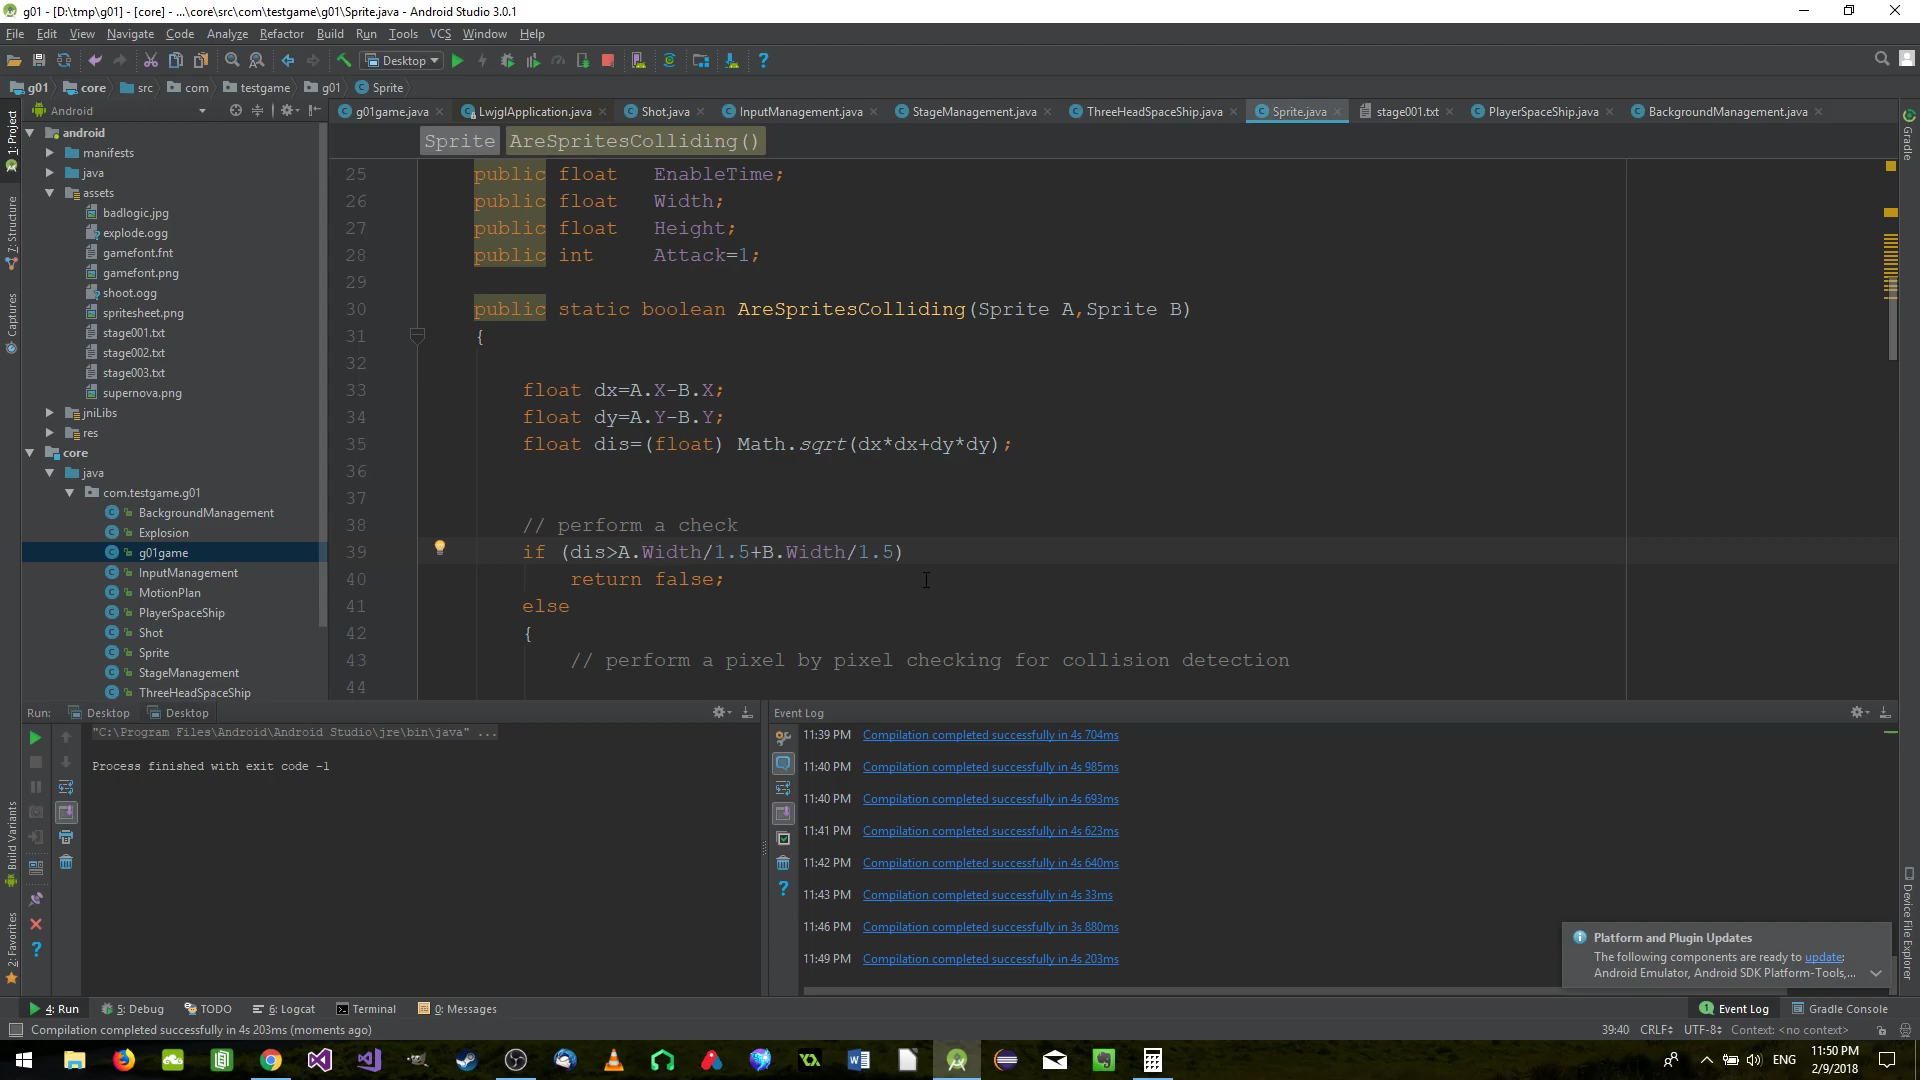 g01 - [D:\tmp\g01] - [core] - ...\core\src\com\testgame\g01\Sprite.java - Android Studio 3.0.1
File Edit View Navigate Code Analyze Refactor Build Run Tools VCS Window Help
Desktop
g01 core src com testgame g01 Sprite
Android
g01game.java LwjglApplication.java Shot.java InputManagement.java StageManagement.java ThreeHeadSpaceShip.java Sprite.java stage001.txt PlayerSpaceShip.java BackgroundManagement.java
Sprite AreSpritesColliding()
1: Project
7: Structure
Captures
Build Variants
2: Favorites
android
manifests
java
assets
badlogic.jpg
explode.ogg
gamefont.fnt
gamefont.png
shoot.ogg
spritesheet.png
stage001.txt
stage002.txt
stage003.txt
supernova.png
jniLibs
res
core
java
com.testgame.g01
BackgroundManagement
Explosion
g01game
InputManagement
MotionPlan
PlayerSpaceShip
Shot
Sprite
StageManagement
ThreeHeadSpaceShip
25 public float EnableTime;
26 public float Width;
27 public float Height;
28 public int Attack=1;
29
30 public static boolean AreSpritesColliding(Sprite A,Sprite B)
31 {
32
33 float dx=A.X-B.X;
34 float dy=A.Y-B.Y;
35 float dis=(float) Math.sqrt(dx*dx+dy*dy);
36
37
38 // perform a check
39 if (dis>A.Width/1.5+B.Width/1.5)
40 return false;
41 else
42 {
43 // perform a pixel by pixel checking for collision detection
44
Gradle
Device File Explorer
Run: Desktop Desktop
"C:\Program Files\Android\Android Studio\jre\bin\java" ...
Process finished with exit code -1
Event Log
11:39 PM Compilation completed successfully in 4s 704ms
11:40 PM Compilation completed successfully in 4s 985ms
11:40 PM Compilation completed successfully in 4s 693ms
11:41 PM Compilation completed successfully in 4s 623ms
11:42 PM Compilation completed successfully in 4s 640ms
11:43 PM Compilation completed successfully in 4s 33ms
11:46 PM Compilation completed successfully in 3s 880ms
11:49 PM Compilation completed successfully in 4s 203ms
Platform and Plugin Updates
The following components are ready to update:
Android Emulator, Android SDK Platform-Tools,...
4: Run 5: Debug TODO 6: Logcat Terminal 0: Messages 1 Event Log Gradle Console
Compilation completed successfully in 4s 203ms (moments ago) 39:40 CRLF UTF-8 Context: <no context>
ENG
11:50 PM
2/9/2018